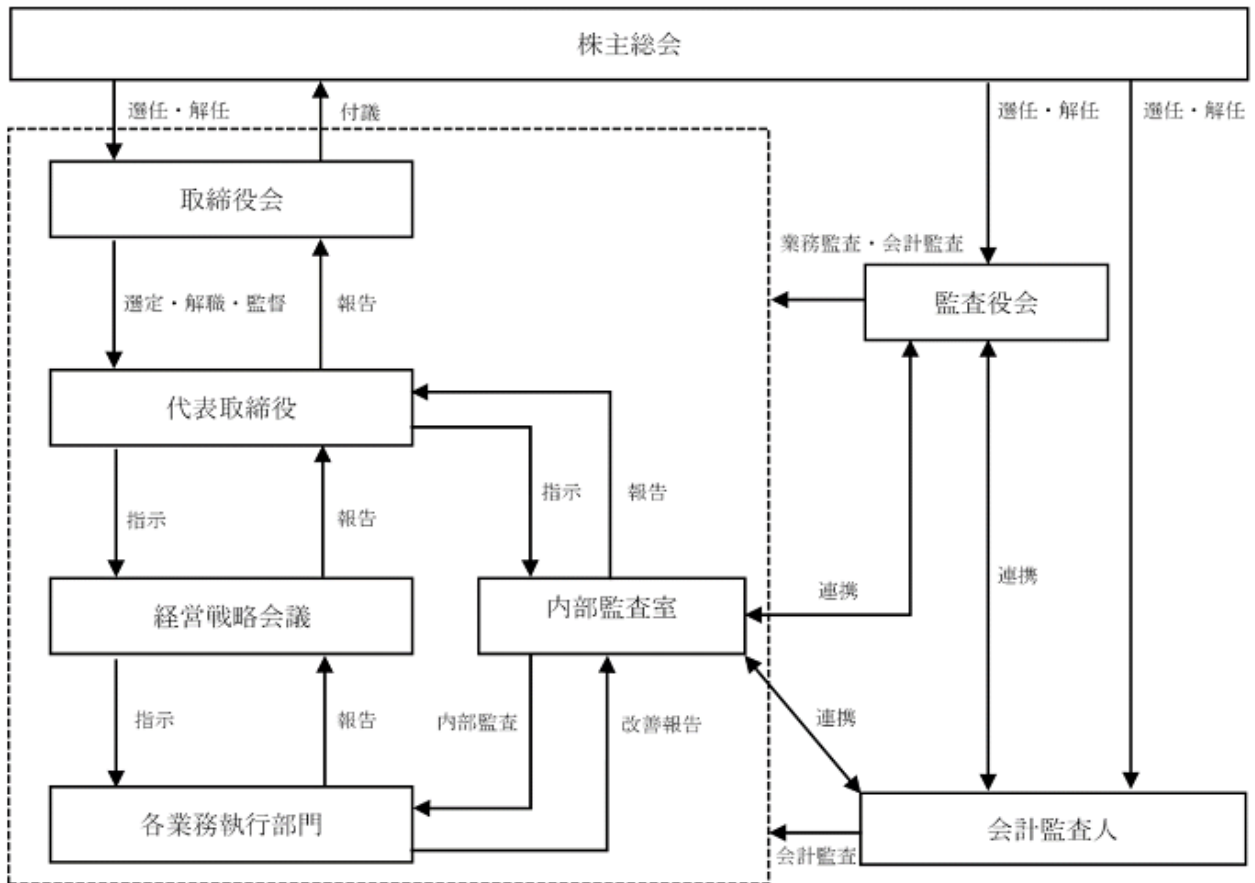 株主総会
選任・解任
付議
選任・解任
選任・解任
取締役会
業務監査・会計監査
選定・解職・監督
報告
監査役会
代表取締役
指示
報告
指示
報告
連携
連携
経営戦略会議
内部監査室
指示
報告
内部監査
改善報告
連携
各業務執行部門
会計監査人
会計監査